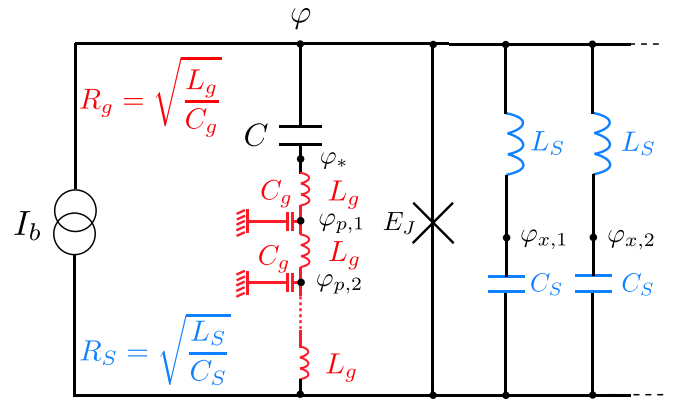 φ
R_g = √(L_g/C_g)
C
φ_*
L_S
L_S
C_g
L_g
I_b
φ_{p,1}
E_J
φ_{x,1}
φ_{x,2}
C_g
L_g
φ_{p,2}
C_S
C_S
R_S = √(L_S/C_S)
L_g